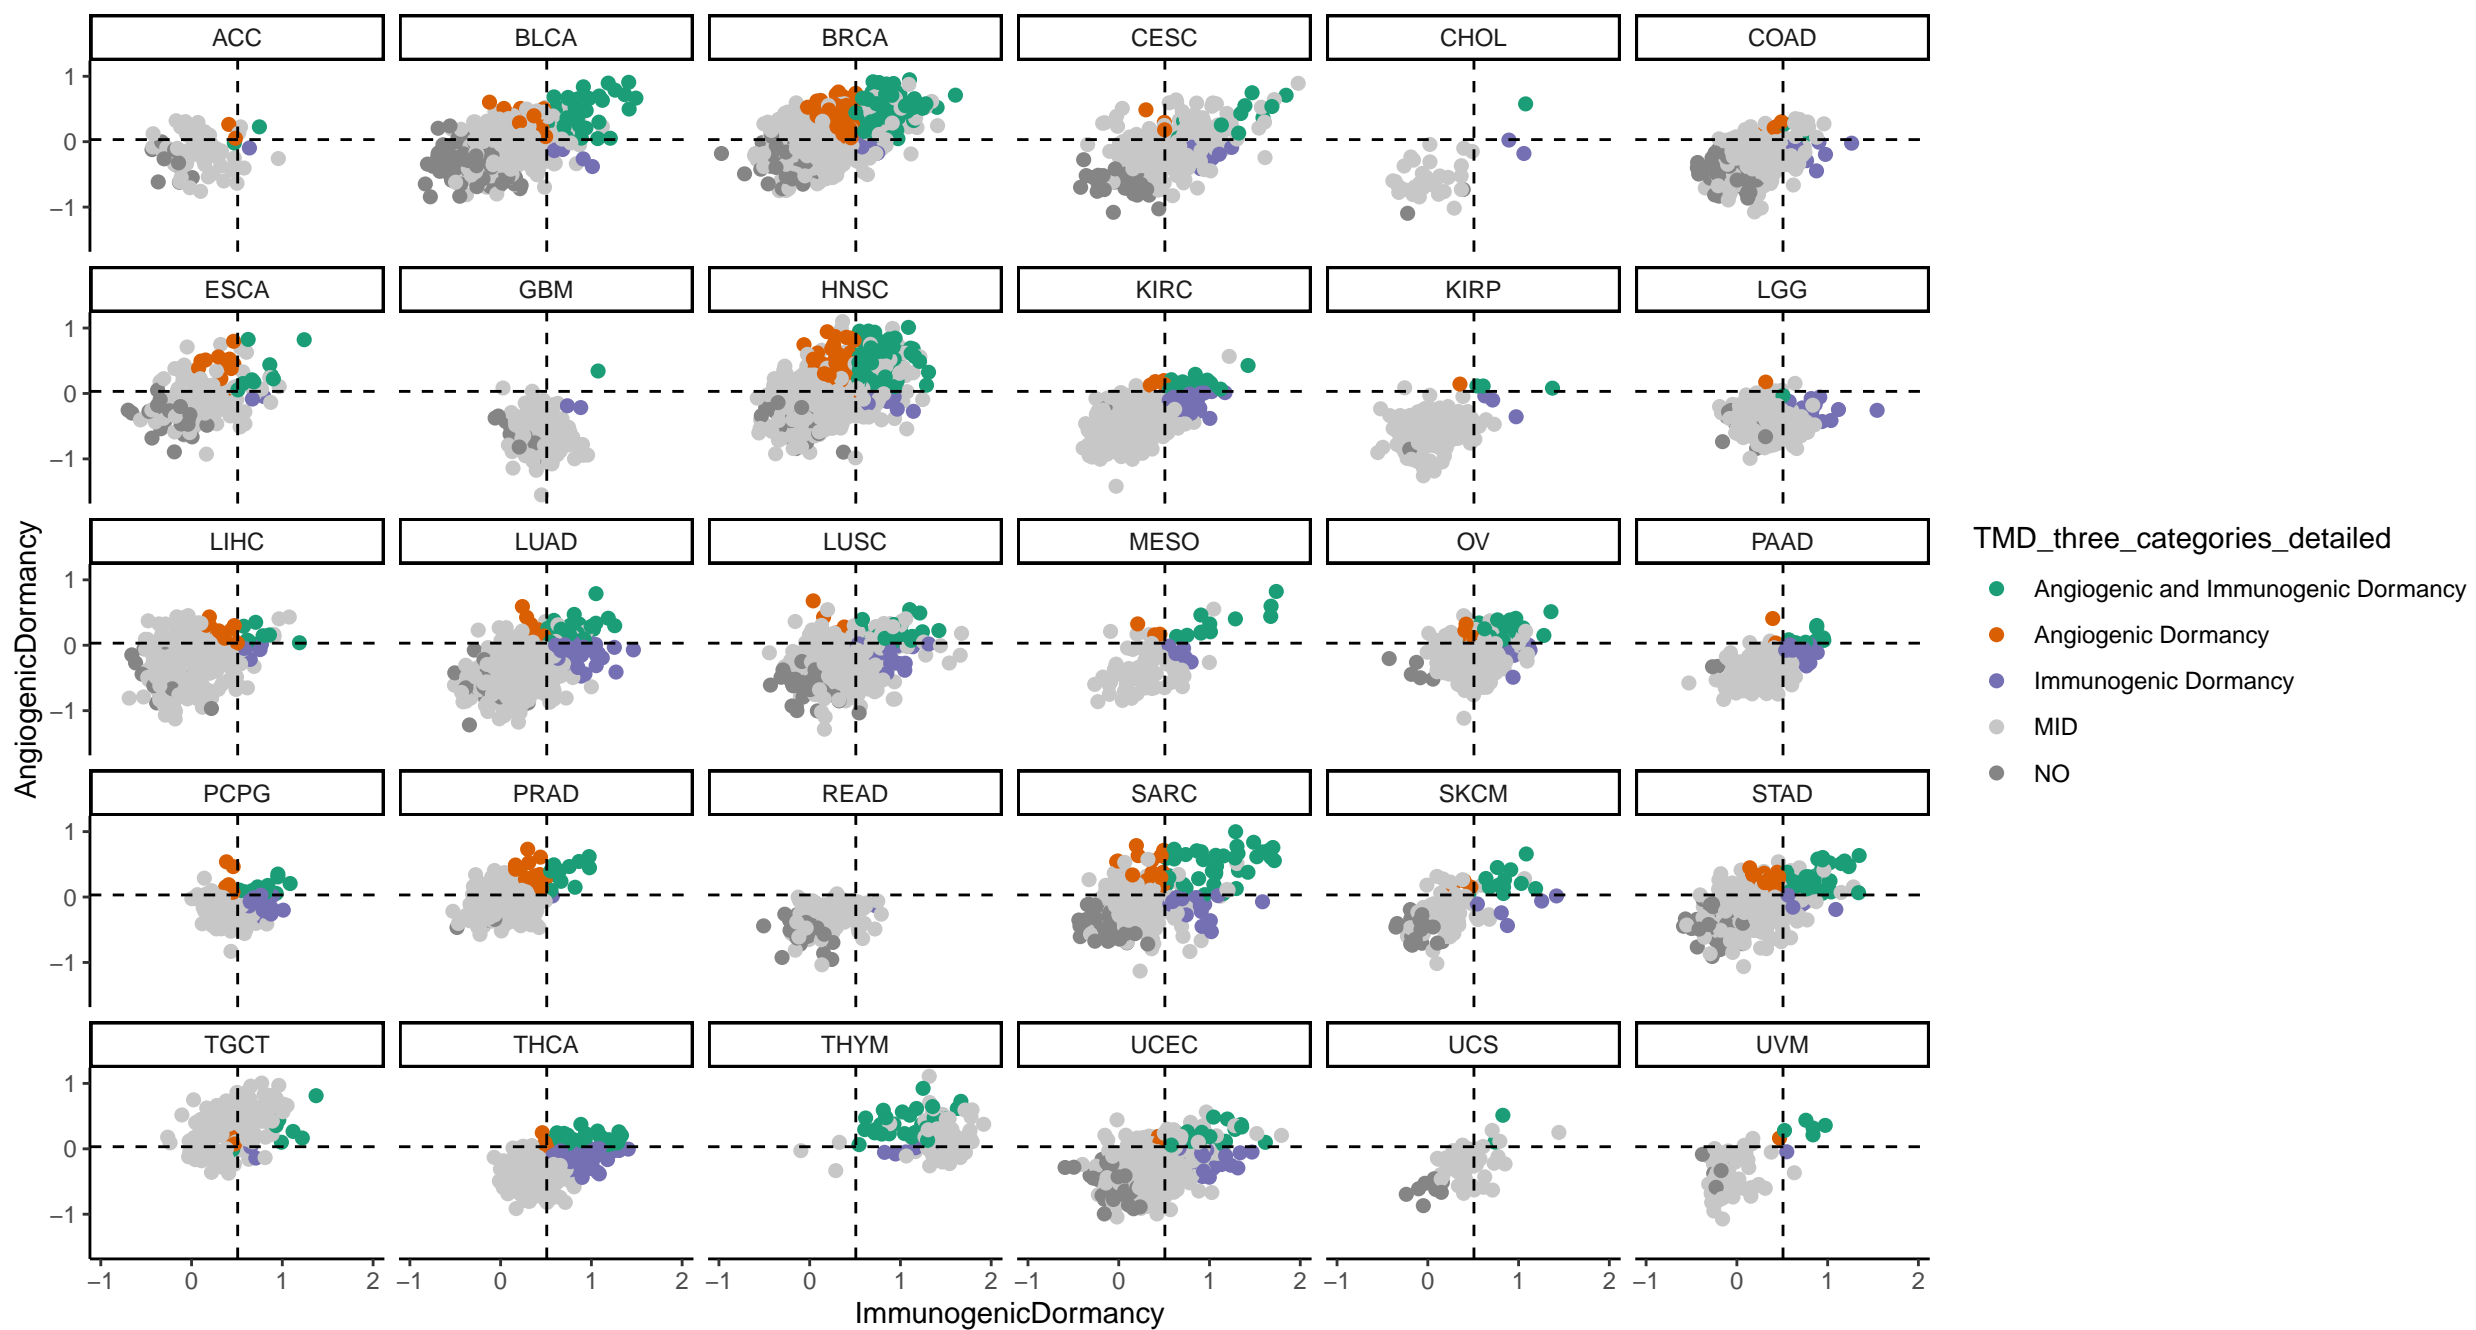 ACC BLCA BRCA CESC CHOL COAD
1
0
−1
ESCA GBM HNSC KIRC KIRP LGG
1
0
−1
LIHC LUAD LUSC MESO OV PAAD
1
0
−1
PCPG PRAD READ SARC SKCM STAD
1
0
−1
TGCT THCA THYM UCEC UCS UVM
1
0
−1
−1 0 1 2 −1 0 1 2 −1 0 1 2 −1 0 1 2 −1 0 1 2 −1 0 1 2
ImmunogenicDormancy
AngiogenicDormancy
TMD_three_categories_detailed
Angiogenic and Immunogenic Dormancy
Angiogenic Dormancy
Immunogenic Dormancy
MID
NO